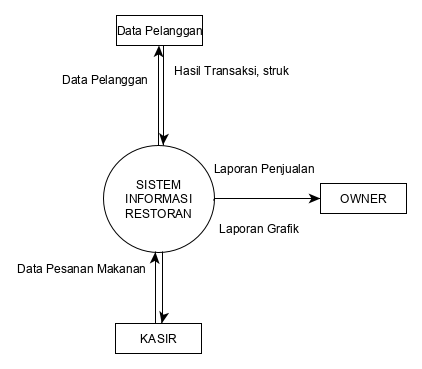 Data Pelanggan
Data Pelanggan
Hasil Transaksi, struk
SISTEM
INFORMASI
RESTORAN
Laporan Penjualan
OWNER
Laporan Grafik
Data Pesanan Makanan
KASIR